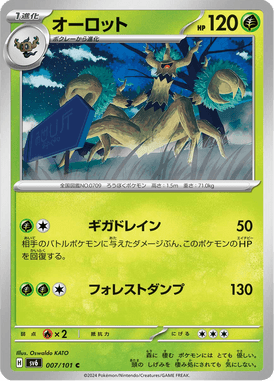 1進化 オーロット HP 120
ボクレーから進化
全国図鑑NO.0709 ろうぼくポケモン 高さ：1.5m 重さ：71.0kg
ギガドレイン 50
相手のバトルポケモンに与えたダメージぶん、このポケモンのHP
を回復する。
フォレストダンプ 130
弱点 ×2 抵抗力 にげる
Illus. Oswaldo KATO
H SV6 007/101 C
森に 棲む ポケモンには とても 優しいが
©2024 Pokémon/Nintendo/Creatures/GAME FREAK.